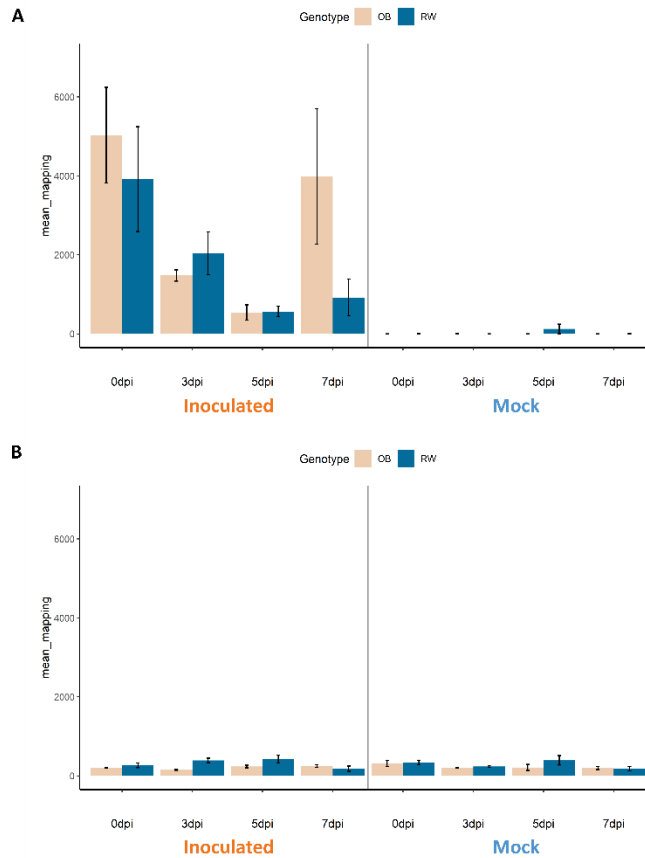 A
Genotype OB RW
mean_mapping
6000
4000
2000
0
0dpi 3dpi 5dpi 7dpi 0dpi 3dpi 5dpi 7dpi
Inoculated Mock
B
Genotype OB RW
mean_mapping
6000
4000
2000
0
0dpi 3dpi 5dpi 7dpi 0dpi 3dpi 5dpi 7dpi
Inoculated Mock